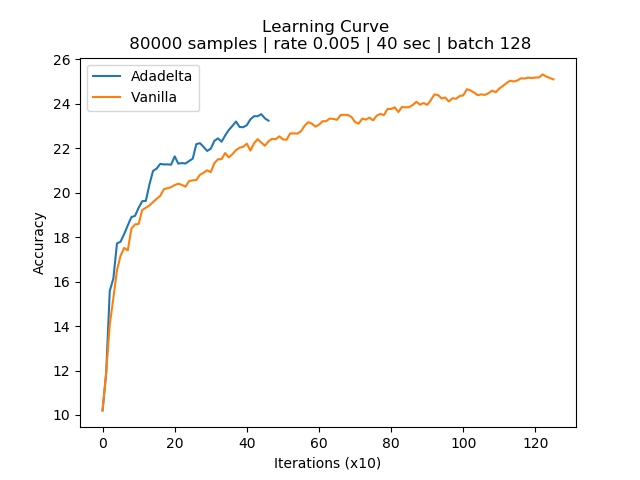 Learning Curve
80000 samples | rate 0.005 | 40 sec | batch 128
Adadelta
Vanilla
Accuracy
26
24
22
20
18
16
14
12
10
0 20 40 60 80 100 120
Iterations (x10)